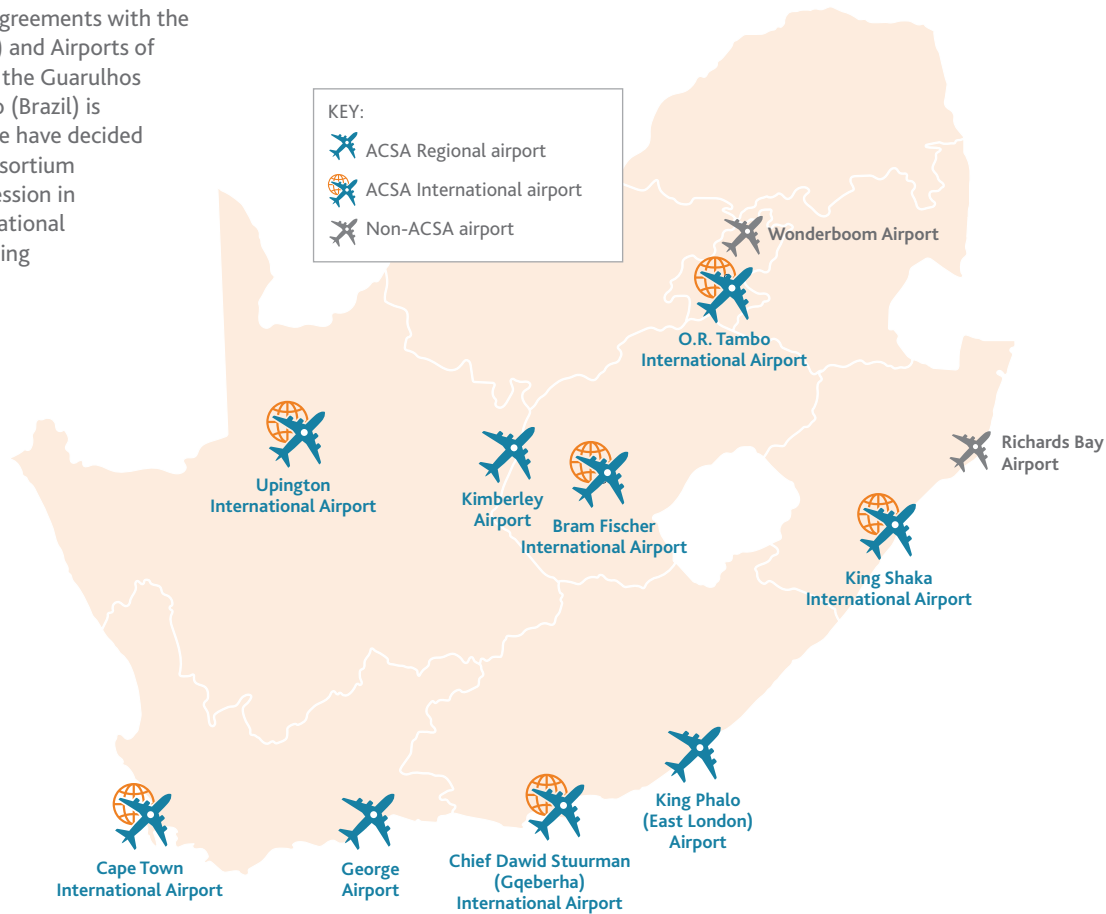 greements with the
) and Airports of
the Guarulhos
o (Brazil) is
e have decided
sortium
ession in
ational
ing
KEY:
ACSA Regional airport
ACSA International airport
Non-ACSA airport
Wonderboom Airport
O.R. Tambo
International Airport
Richards Bay
Airport
Upington
International Airport
Kimberley
Airport
Bram Fischer
International Airport
King Shaka
International Airport
King Phalo
(East London)
Airport
Cape Town
International Airport
George
Airport
Chief Dawid Stuurman
(Gqeberha)
International Airport